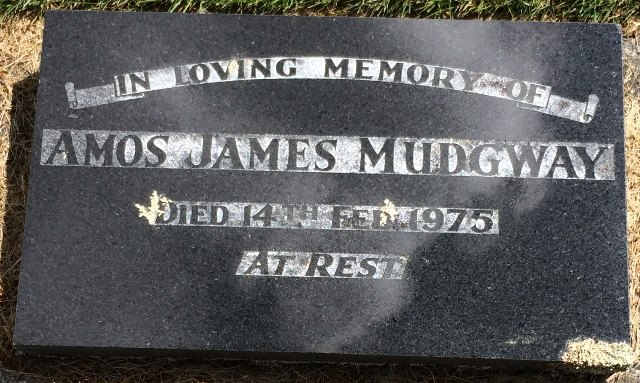 IN LOVING MEMORY OF
AMOS JAMES MUDGWAY
DIED 14TH FEB. 1975
AT REST